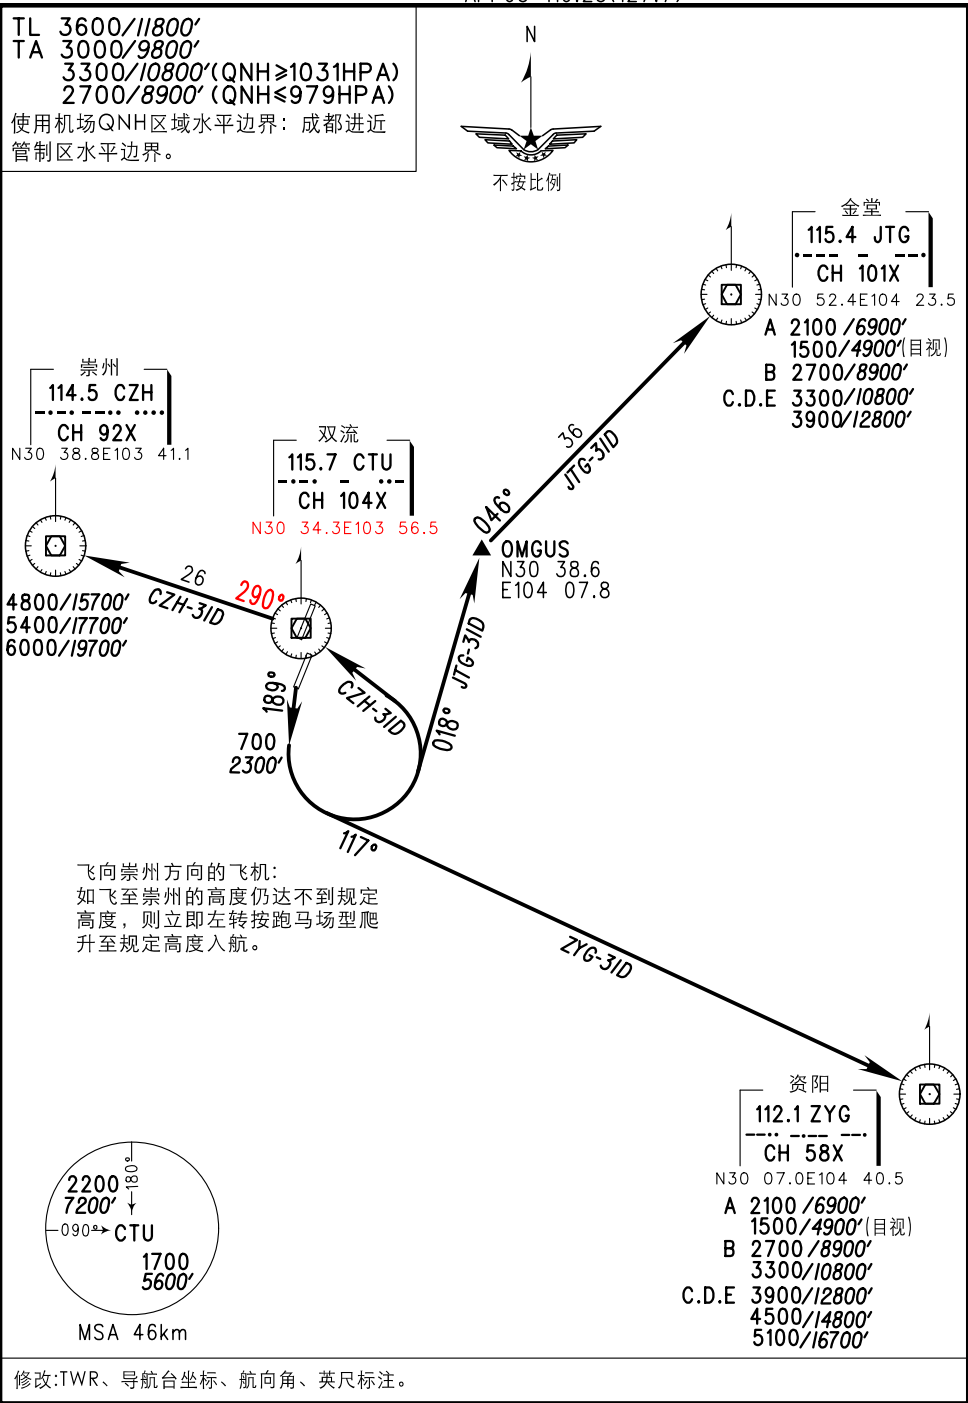 TL 3600/11800′
TA 3000/9800′
3300/10800′(QNH≥1031HPA)
2700/8900′(QNH≤979HPA)
使用机场QNH区域水平边界：成都进近
管制区水平边界。
N
不按比例
金堂
115.4 JTG
CH 101X
N30 52.4E104 23.5
A 2100/6900′
1500/4900′(目视)
B 2700/8900′
C.D.E 3300/10800′
3900/12800′
崇州
114.5 CZH
CH 92X
N30 38.8E103 41.1
双流
115.7 CTU
CH 104X
N30 34.3E103 56.5
36
JTG-31D
046°
OMGUS
N30 38.6
E104 07.8
26
CZH-31D
290°
4800/15700′
5400/17700′
6000/19700′
189°
CZH-31D
018°
JTG-31D
700
2300′
117°
飞向崇州方向的飞机：
如飞至崇州的高度仍达不到规定
高度，则立即左转按跑马场型爬
升至规定高度入航。
ZYG-31D
资阳
112.1 ZYG
CH 58X
N30 07.0E104 40.5
A 2100/6900′
1500/4900′(目视)
B 2700/8900′
3300/10800′
C.D.E 3900/12800′
4500/14800′
5100/16700′
2200
7200′
180°
090°
CTU
1700
5600′
MSA 46km
修改:TWR、导航台坐标、航向角、英尺标注。